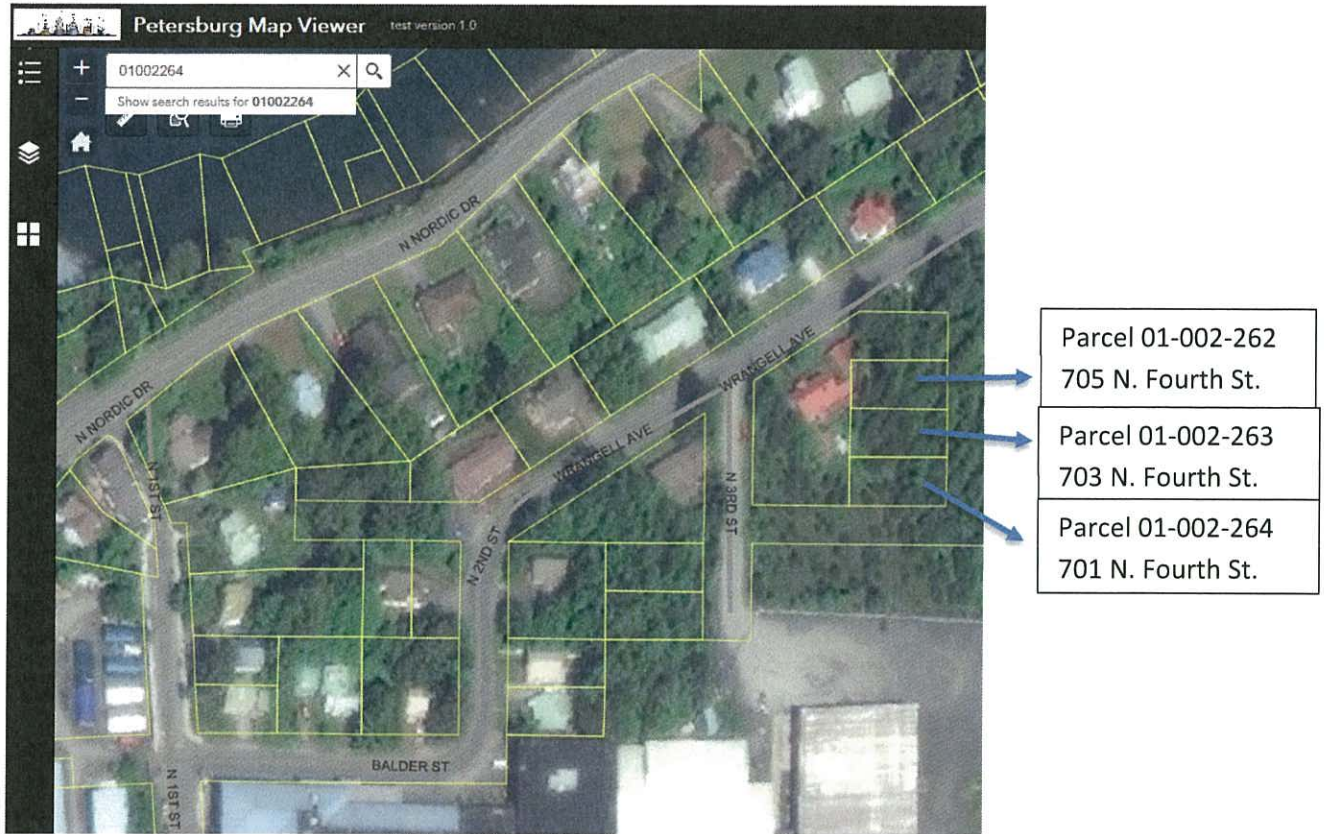 Petersburg Map Viewer test version 1.0
01002264
Show search results for 01002264
N NORDIC DR
N NORDIC DR
WRANGELL AVE
WRANGELL AVE
N 1ST ST
N 2ND ST
N 3RD ST
BALDER ST
N 1ST ST
Parcel 01-002-262
705 N. Fourth St.
Parcel 01-002-263
703 N. Fourth St.
Parcel 01-002-264
701 N. Fourth St.